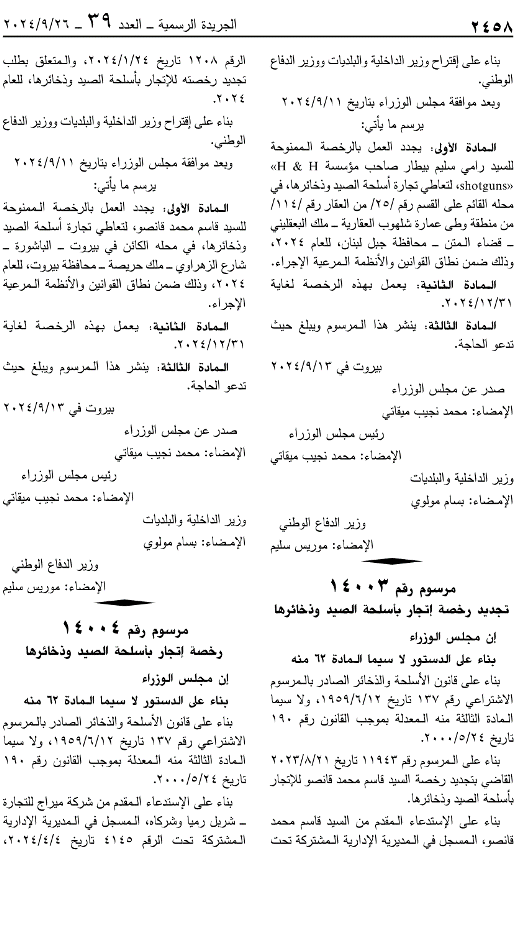 ٢٤٥٨
الجريدة الرسمية ـ العدد ٣٩ ـ ٢٠٢٤/٩/٢٦
بناء على إقتراح وزير الداخلية والبلديات ووزير الدفاع
الوطني.
وبعد موافقة مجلس الوزراء بتاريخ ٢٠٢٤/٩/١١
يرسم ما يأتي:
المادة الأولى: يجدد العمل بالرخصة الممنوحة
للسيد رامي سليم بيطار صاحب مؤسسة H & H»
«shotguns، لتعاطي تجارة أسلحة الصيد وذخائرها، في
محله القائم على القسم رقم /٢٥/ من العقار رقم /١١٤/
من منطقة وطى عمارة شلهوب العقارية ـ ملك البعقليني
ـ قضاء المتن ـ محافظة جبل لبنان، للعام ٢٠٢٤،
وذلك ضمن نطاق القوانين والأنظمة المرعية الإجراء.
المادة الثانية: يعمل بهذه الرخصة لغاية
٢٠٢٤/١٢/٣١.
المادة الثالثة: ينشر هذا المرسوم ويبلغ حيث
تدعو الحاجة.
بيروت في ٢٠٢٤/٩/١٣
صدر عن مجلس الوزراء
الإمضاء: محمد نجيب ميقاتي
رئيس مجلس الوزراء
الإمضاء: محمد نجيب ميقاتي
وزير الداخلية والبلديات
الإمضاء: بسام مولوي
وزير الدفاع الوطني
الإمضاء: موريس سليم
مرسوم رقم ١٤٠٠٣
تجديد رخصة إتجار بأسلحة الصيد وذخائرها
إن مجلس الوزراء
بناء على الدستور لا سيما المادة ٦٢ منه
بناء على قانون الأسلحة والذخائر الصادر بالمرسوم
الاشتراعي رقم ١٣٧ تاريخ ١٩٥٩/٦/١٢، ولا سيما
المادة الثالثة منه المعدلة بموجب القانون رقم ١٩٠
تاريخ ٢٠٠٠/٥/٢٤.
بناء على المرسوم رقم ١١٩٤٣ تاريخ ٢٠٢٣/٨/٢١
القاضي بتجديد رخصة السيد قاسم محمد قانصو للإتجار
بأسلحة الصيد وذخائرها.
بناء على الإستدعاء المقدم من السيد قاسم محمد
قانصو، المسجل في المديرية الإدارية المشتركة تحت
الرقم ١٢٠٨ تاريخ ٢٠٢٤/١/٢٤، والمتعلق بطلب
تجديد رخصته للإتجار بأسلحة الصيد وذخائرها، للعام
٢٠٢٤.
بناء على إقتراح وزير الداخلية والبلديات ووزير الدفاع
الوطني.
وبعد موافقة مجلس الوزراء بتاريخ ٢٠٢٤/٩/١١
يرسم ما يأتي:
المادة الأولى: يجدد العمل بالرخصة الممنوحة
للسيد قاسم محمد قانصو، لتعاطي تجارة أسلحة الصيد
وذخائرها، في محله الكائن في بيروت ـ الباشورة ـ
شارع الزهراوي ـ ملك حريصة ـ محافظة بيروت، للعام
٢٠٢٤، وذلك ضمن نطاق القوانين والأنظمة المرعية
الإجراء.
المادة الثانية: يعمل بهذه الرخصة لغاية
٢٠٢٤/١٢/٣١.
المادة الثالثة: ينشر هذا المرسوم ويبلغ حيث
تدعو الحاجة.
بيروت في ٢٠٢٤/٩/١٣
صدر عن مجلس الوزراء
الإمضاء: محمد نجيب ميقاتي
رئيس مجلس الوزراء
الإمضاء: محمد نجيب ميقاتي
وزير الداخلية والبلديات
الإمضاء: بسام مولوي
وزير الدفاع الوطني
الإمضاء: موريس سليم
مرسوم رقم ١٤٠٠٤
رخصة إتجار بأسلحة الصيد وذخائرها
إن مجلس الوزراء
بناء على الدستور لا سيما المادة ٦٢ منه
بناء على قانون الأسلحة والذخائر الصادر بالمرسوم
الاشتراعي رقم ١٣٧ تاريخ ١٩٥٩/٦/١٢، ولا سيما
المادة الثالثة منه المعدلة بموجب القانون رقم ١٩٠
تاريخ ٢٠٠٠/٥/٢٤.
بناء على الإستدعاء المقدم من شركة ميراج للتجارة
ـ شربل رميا وشركاه، المسجل في المديرية الإدارية
المشتركة تحت الرقم ٤١٤٥ تاريخ ٢٠٢٤/٤/٤،